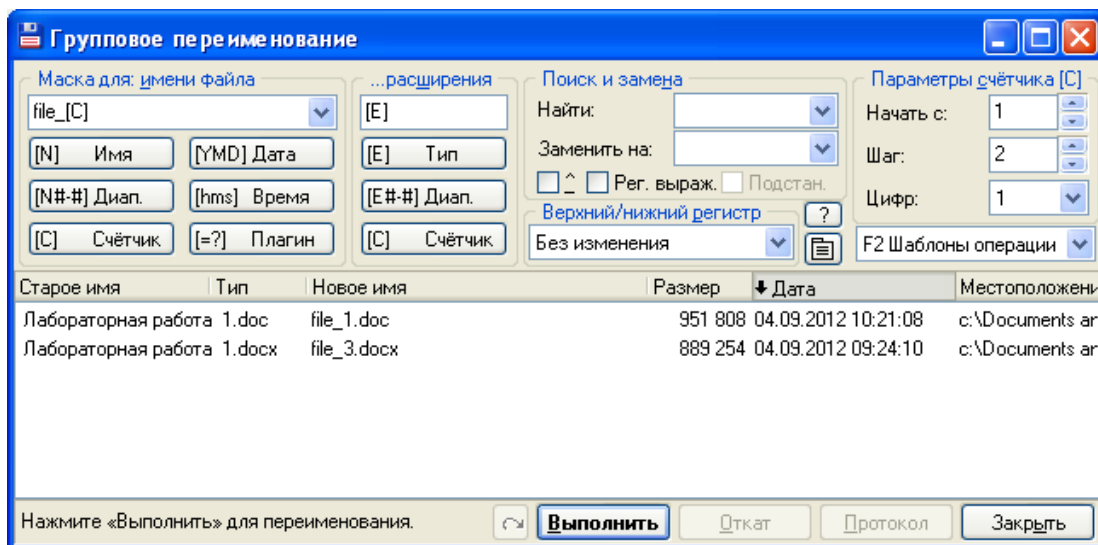 Групповое переименование
Маска для: имени файла ...расширения Поиск и замена Параметры счётчика [C]
file_[C] [E] Найти: Начать с: 1
[N] Имя [YMD] Дата [E] Тип Заменить на: Шаг: 2
^ Рег. выраж. Подстан.
[N#-#] Диап. [hms] Время [E#-#] Диап. Верхний/нижний регистр ? Цифр: 1
[C] Счётчик [=?] Плагин [C] Счётчик Без изменения F2 Шаблоны операции
Старое имя Тип Новое имя Размер Дата Местоположени
Лабораторная работа 1.doc file_1.doc 951 808 04.09.2012 10:21:08 c:\Documents ar
Лабораторная работа 1.docx file_3.docx 889 254 04.09.2012 09:24:10 c:\Documents ar
Нажмите «Выполнить» для переименования. Выполнить Откат Протокол Закрыть